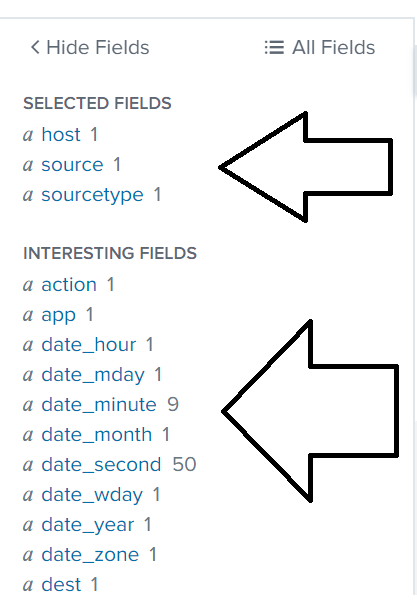 Hide Fields All Fields
SELECTED FIELDS
a host 1
a source 1
a sourcetype 1
INTERESTING FIELDS
a action 1
a app 1
a date_hour 1
a date_mday 1
a date_minute 9
a date_month 1
a date_second 50
a date_wday 1
a date_year 1
a date_zone 1
a dest 1